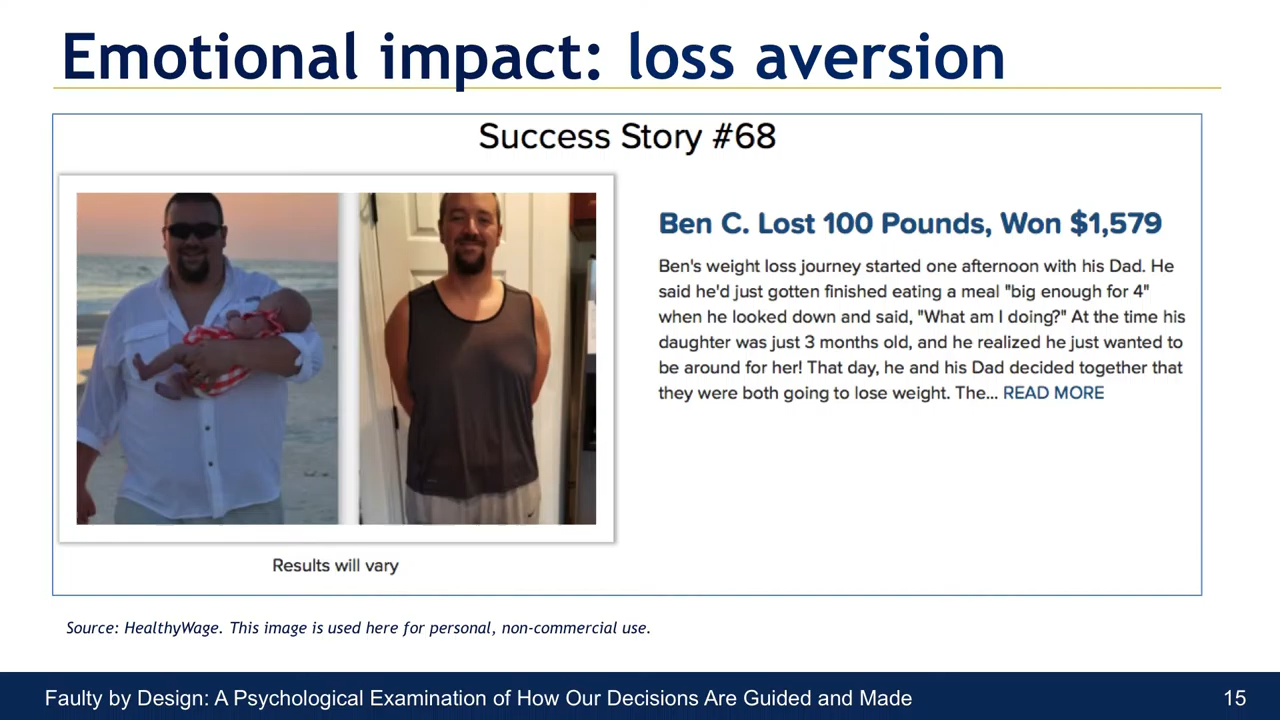 Emotional impact: loss aversion
Success Story #68
Ben C. Lost 100 Pounds, Won $1,579
Ben's weight loss journey started one afternoon with his Dad. He
said he'd just gotten finished eating a meal "big enough for 4"
when he looked down and said, "What am I doing?" At the time his
daughter was just 3 months old, and he realized he just wanted to
be around for her! That day, he and his Dad decided together that
they were both going to lose weight. The... READ MORE
Results will vary
Source: HealthyWage. This image is used here for personal, non-commercial use.
Faulty by Design: A Psychological Examination of How Our Decisions Are Guided and Made
15